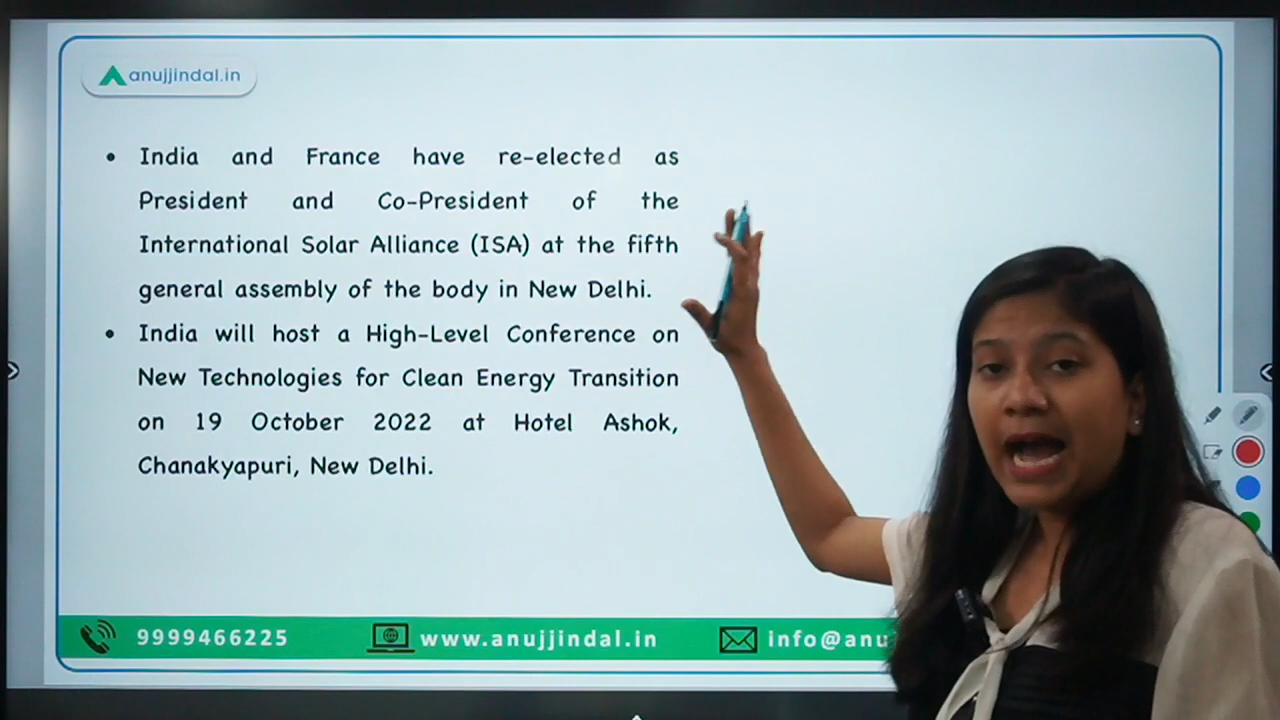 anujjindal.in
• India and France have re-elected as
President and Co-President of the
International Solar Alliance (ISA) at the fifth
general assembly of the body in New Delhi.
• India will host a High-Level Conference on
New Technologies for Clean Energy Transition
on 19 October 2022 at Hotel Ashok,
Chanakyapuri, New Delhi.
9999466225
www.anujjindal.in
info@anu